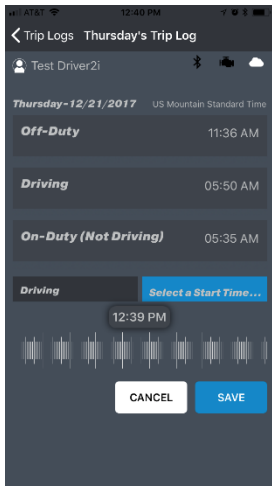 AT&T 12:40 PM
Trip Logs Thursday's Trip Log
Test Driver2i
Thursday-12/21/2017 US Mountain Standard Time
Off-Duty 11:36 AM
Driving 05:50 AM
On-Duty (Not Driving) 05:35 AM
Driving Select a Start Time...
12:39 PM
CANCEL SAVE